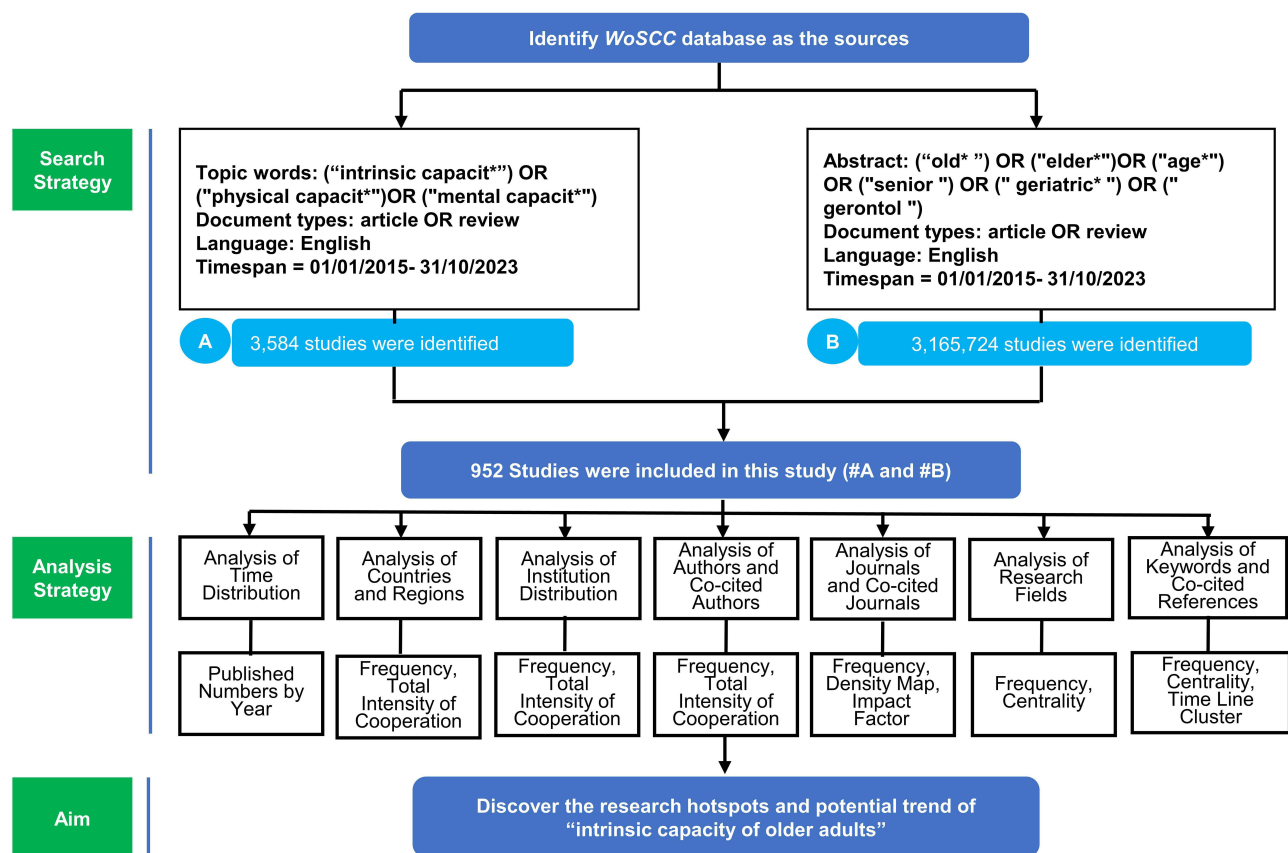 Identify WoSCC database as the sources
Search
Strategy
Topic words: (“intrinsic capacit*”) OR
("physical capacit*")OR ("mental capacit*")
Document types: article OR review
Language: English
Timespan = 01/01/2015- 31/10/2023
Abstract: (“old* ”) OR ("elder*")OR ("age*")
OR ("senior ") OR (" geriatric* ") OR ("
gerontol ")
Document types: article OR review
Language: English
Timespan = 01/01/2015- 31/10/2023
A
3,584 studies were identified
B
3,165,724 studies were identified
952 Studies were included in this study (#A and #B)
Analysis
Strategy
Analysis of
Time
Distribution
Analysis of
Countries
and Regions
Analysis of
Institution
Distribution
Analysis of
Authors and
Co-cited
Authors
Analysis of
Journals
and Co-cited
Journals
Analysis of
Research
Fields
Analysis of
Keywords and
Co-cited
References
Published
Numbers by
Year
Frequency,
Total
Intensity of
Cooperation
Frequency,
Total
Intensity of
Cooperation
Frequency,
Total
Intensity of
Cooperation
Frequency,
Density Map,
Impact
Factor
Frequency,
Centrality
Frequency,
Centrality,
Time Line
Cluster
Aim
Discover the research hotspots and potential trend of
“intrinsic capacity of older adults”